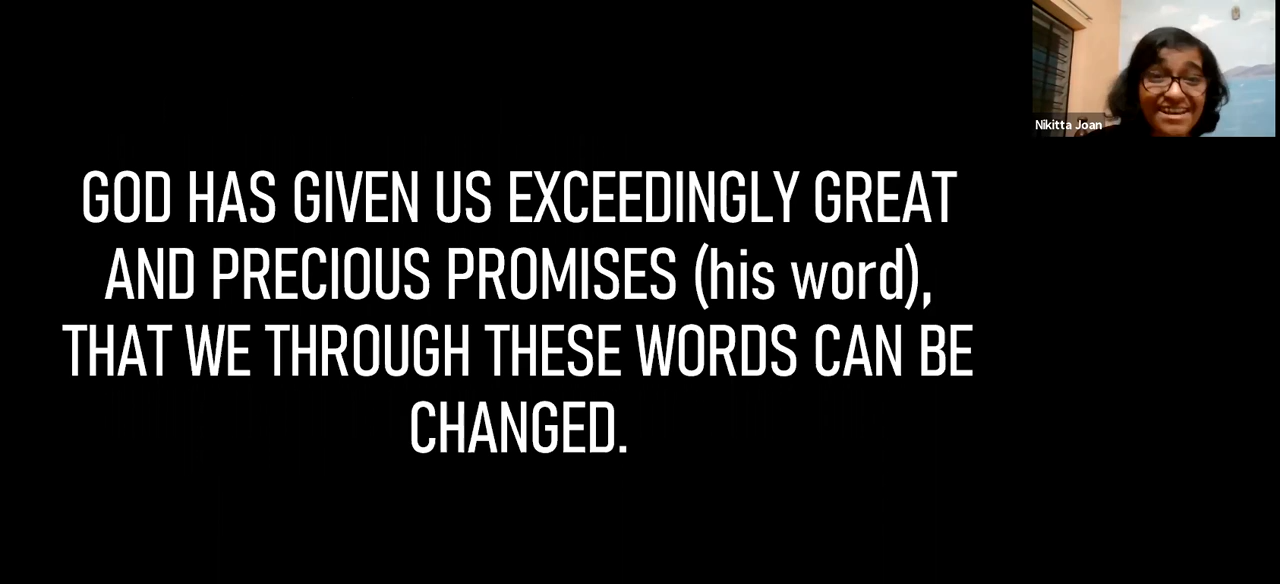 Nikitta Joan
GOD HAS GIVEN US EXCEEDINGLY GREAT
AND PRECIOUS PROMISES (his word),
THAT WE THROUGH THESE WORDS CAN BE
CHANGED.